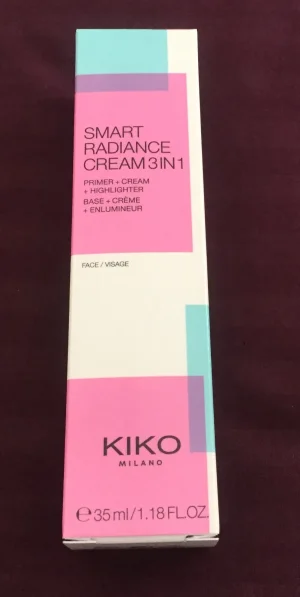 SMART
RADIANCE
CREAM 3 IN 1
PRIMER + CREAM
+ HIGHLIGHTER
BASE + CRÈME
+ ENLUMINEUR
FACE / VISAGE
KIKO
MILANO
℮ 35 ml / 1.18 FL.OZ.